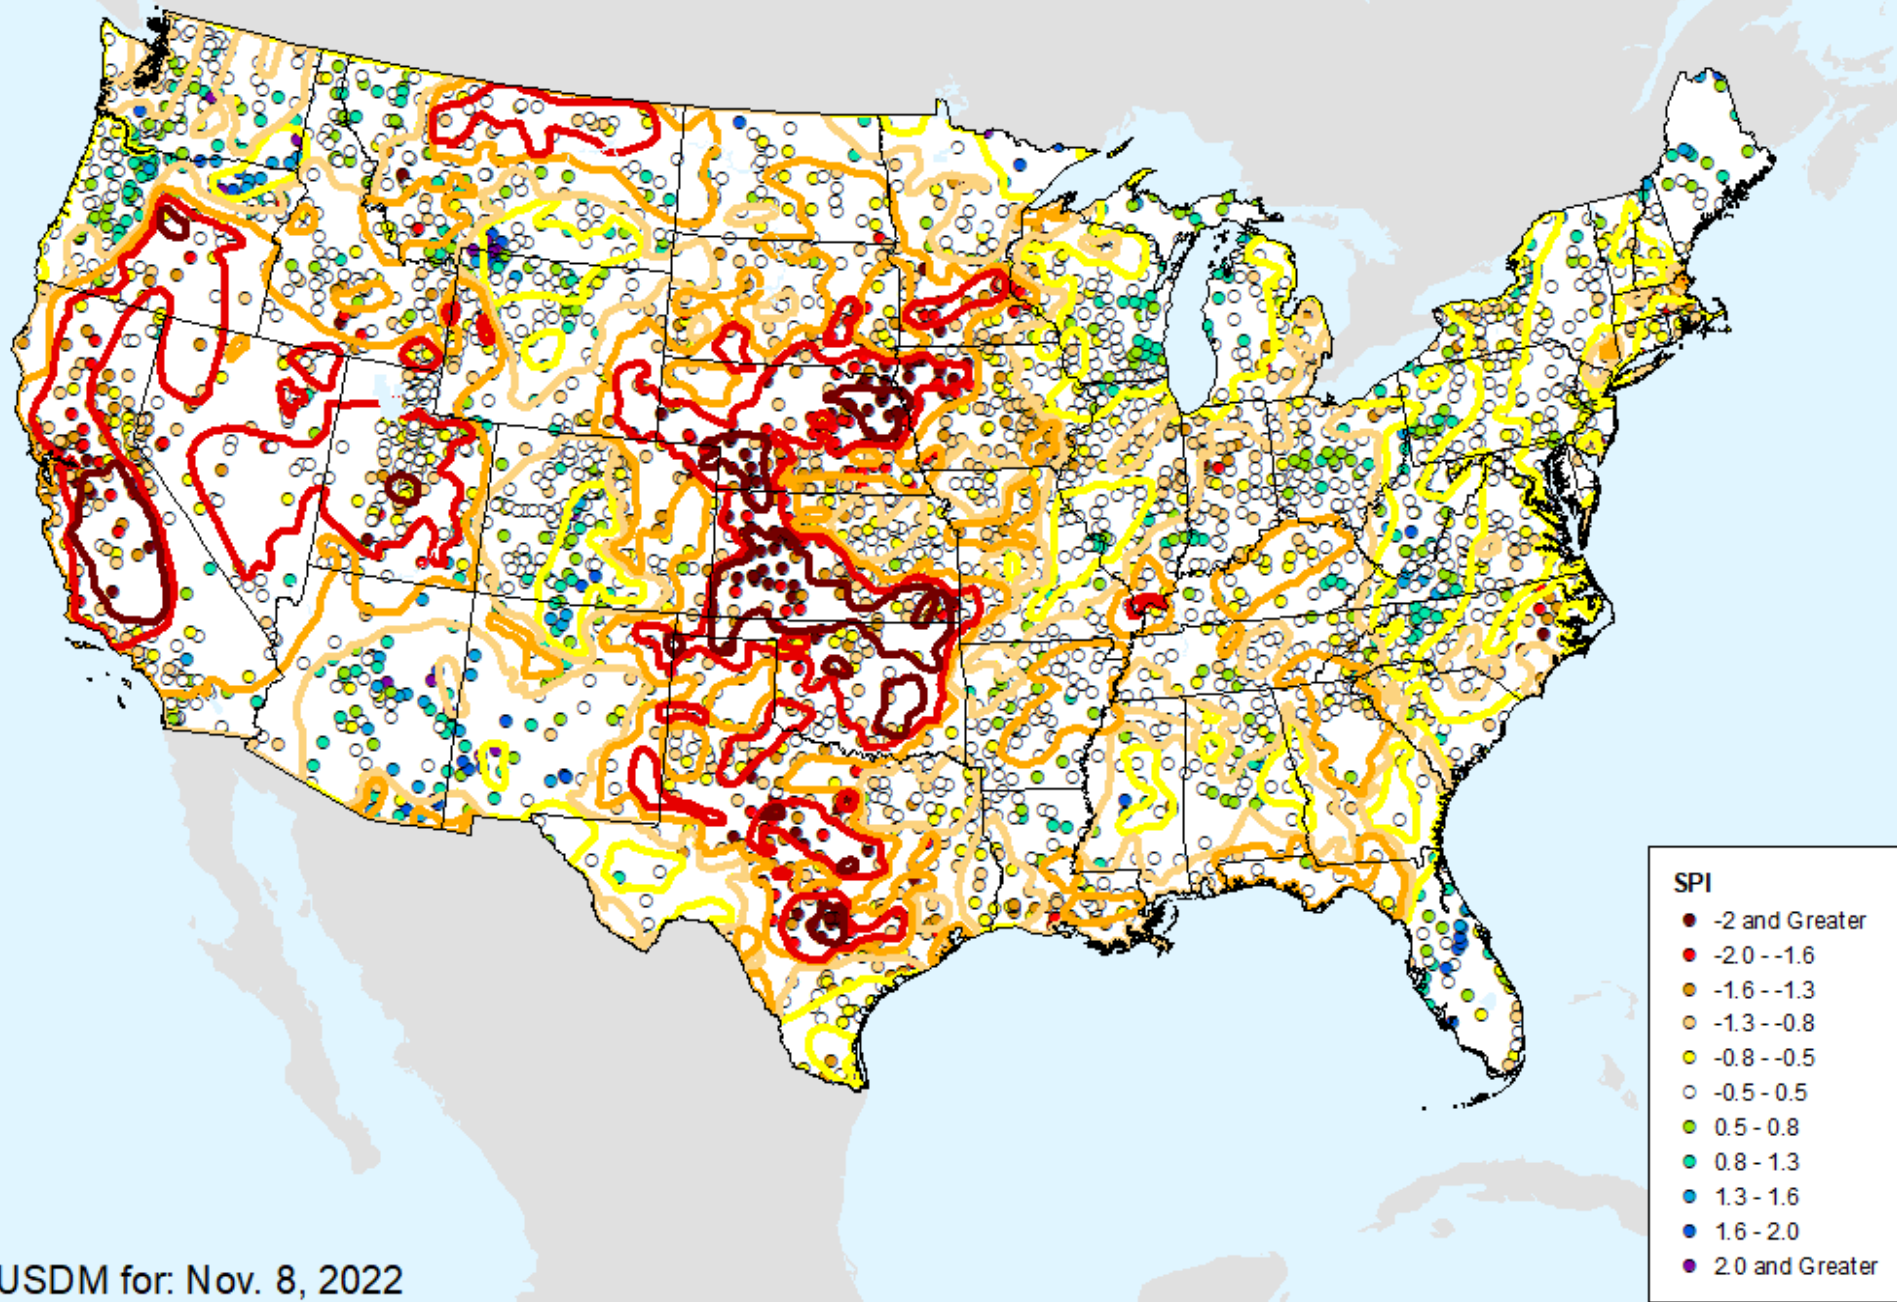 SPI
-2 and Greater
-2.0 - -1.6
-1.6 - -1.3
-1.3 - -0.8
-0.8 - -0.5
-0.5 - 0.5
0.5 - 0.8
0.8 - 1.3
1.3 - 1.6
1.6 - 2.0
2.0 and Greater
USDM for: Nov. 8, 2022